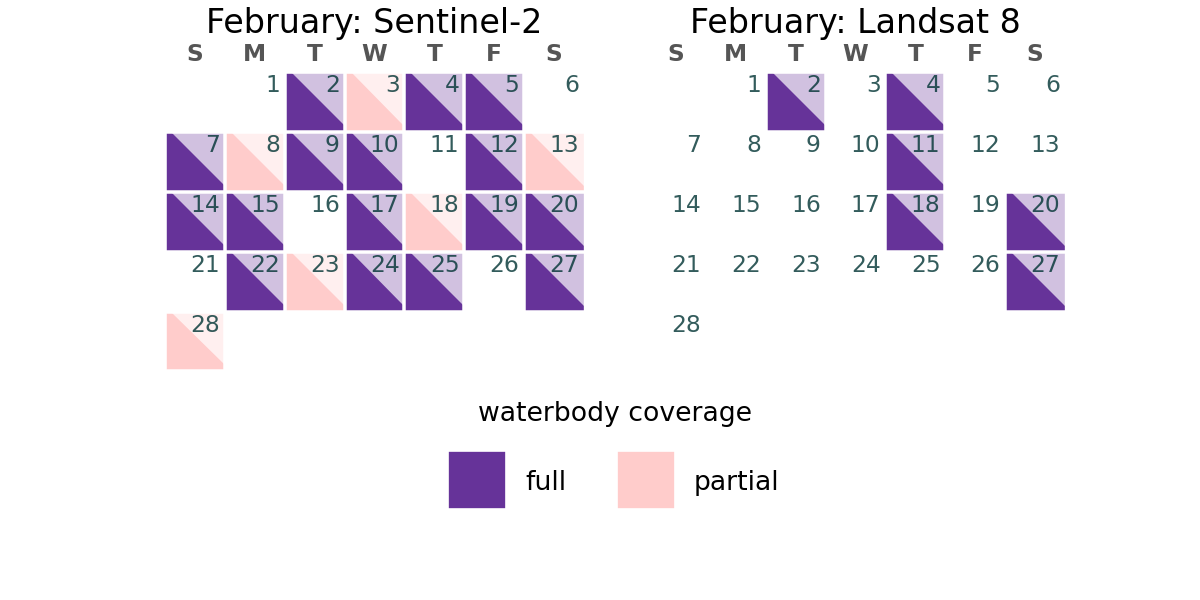 February: Sentinel-2
S M T W T F S
1 2 3 4 5 6
7 8 9 10 11 12 13
14 15 16 17 18 19 20
21 22 23 24 25 26 27
28
February: Landsat 8
S M T W T F S
1 2 3 4 5 6
7 8 9 10 11 12 13
14 15 16 17 18 19 20
21 22 23 24 25 26 27
28
waterbody coverage
full partial